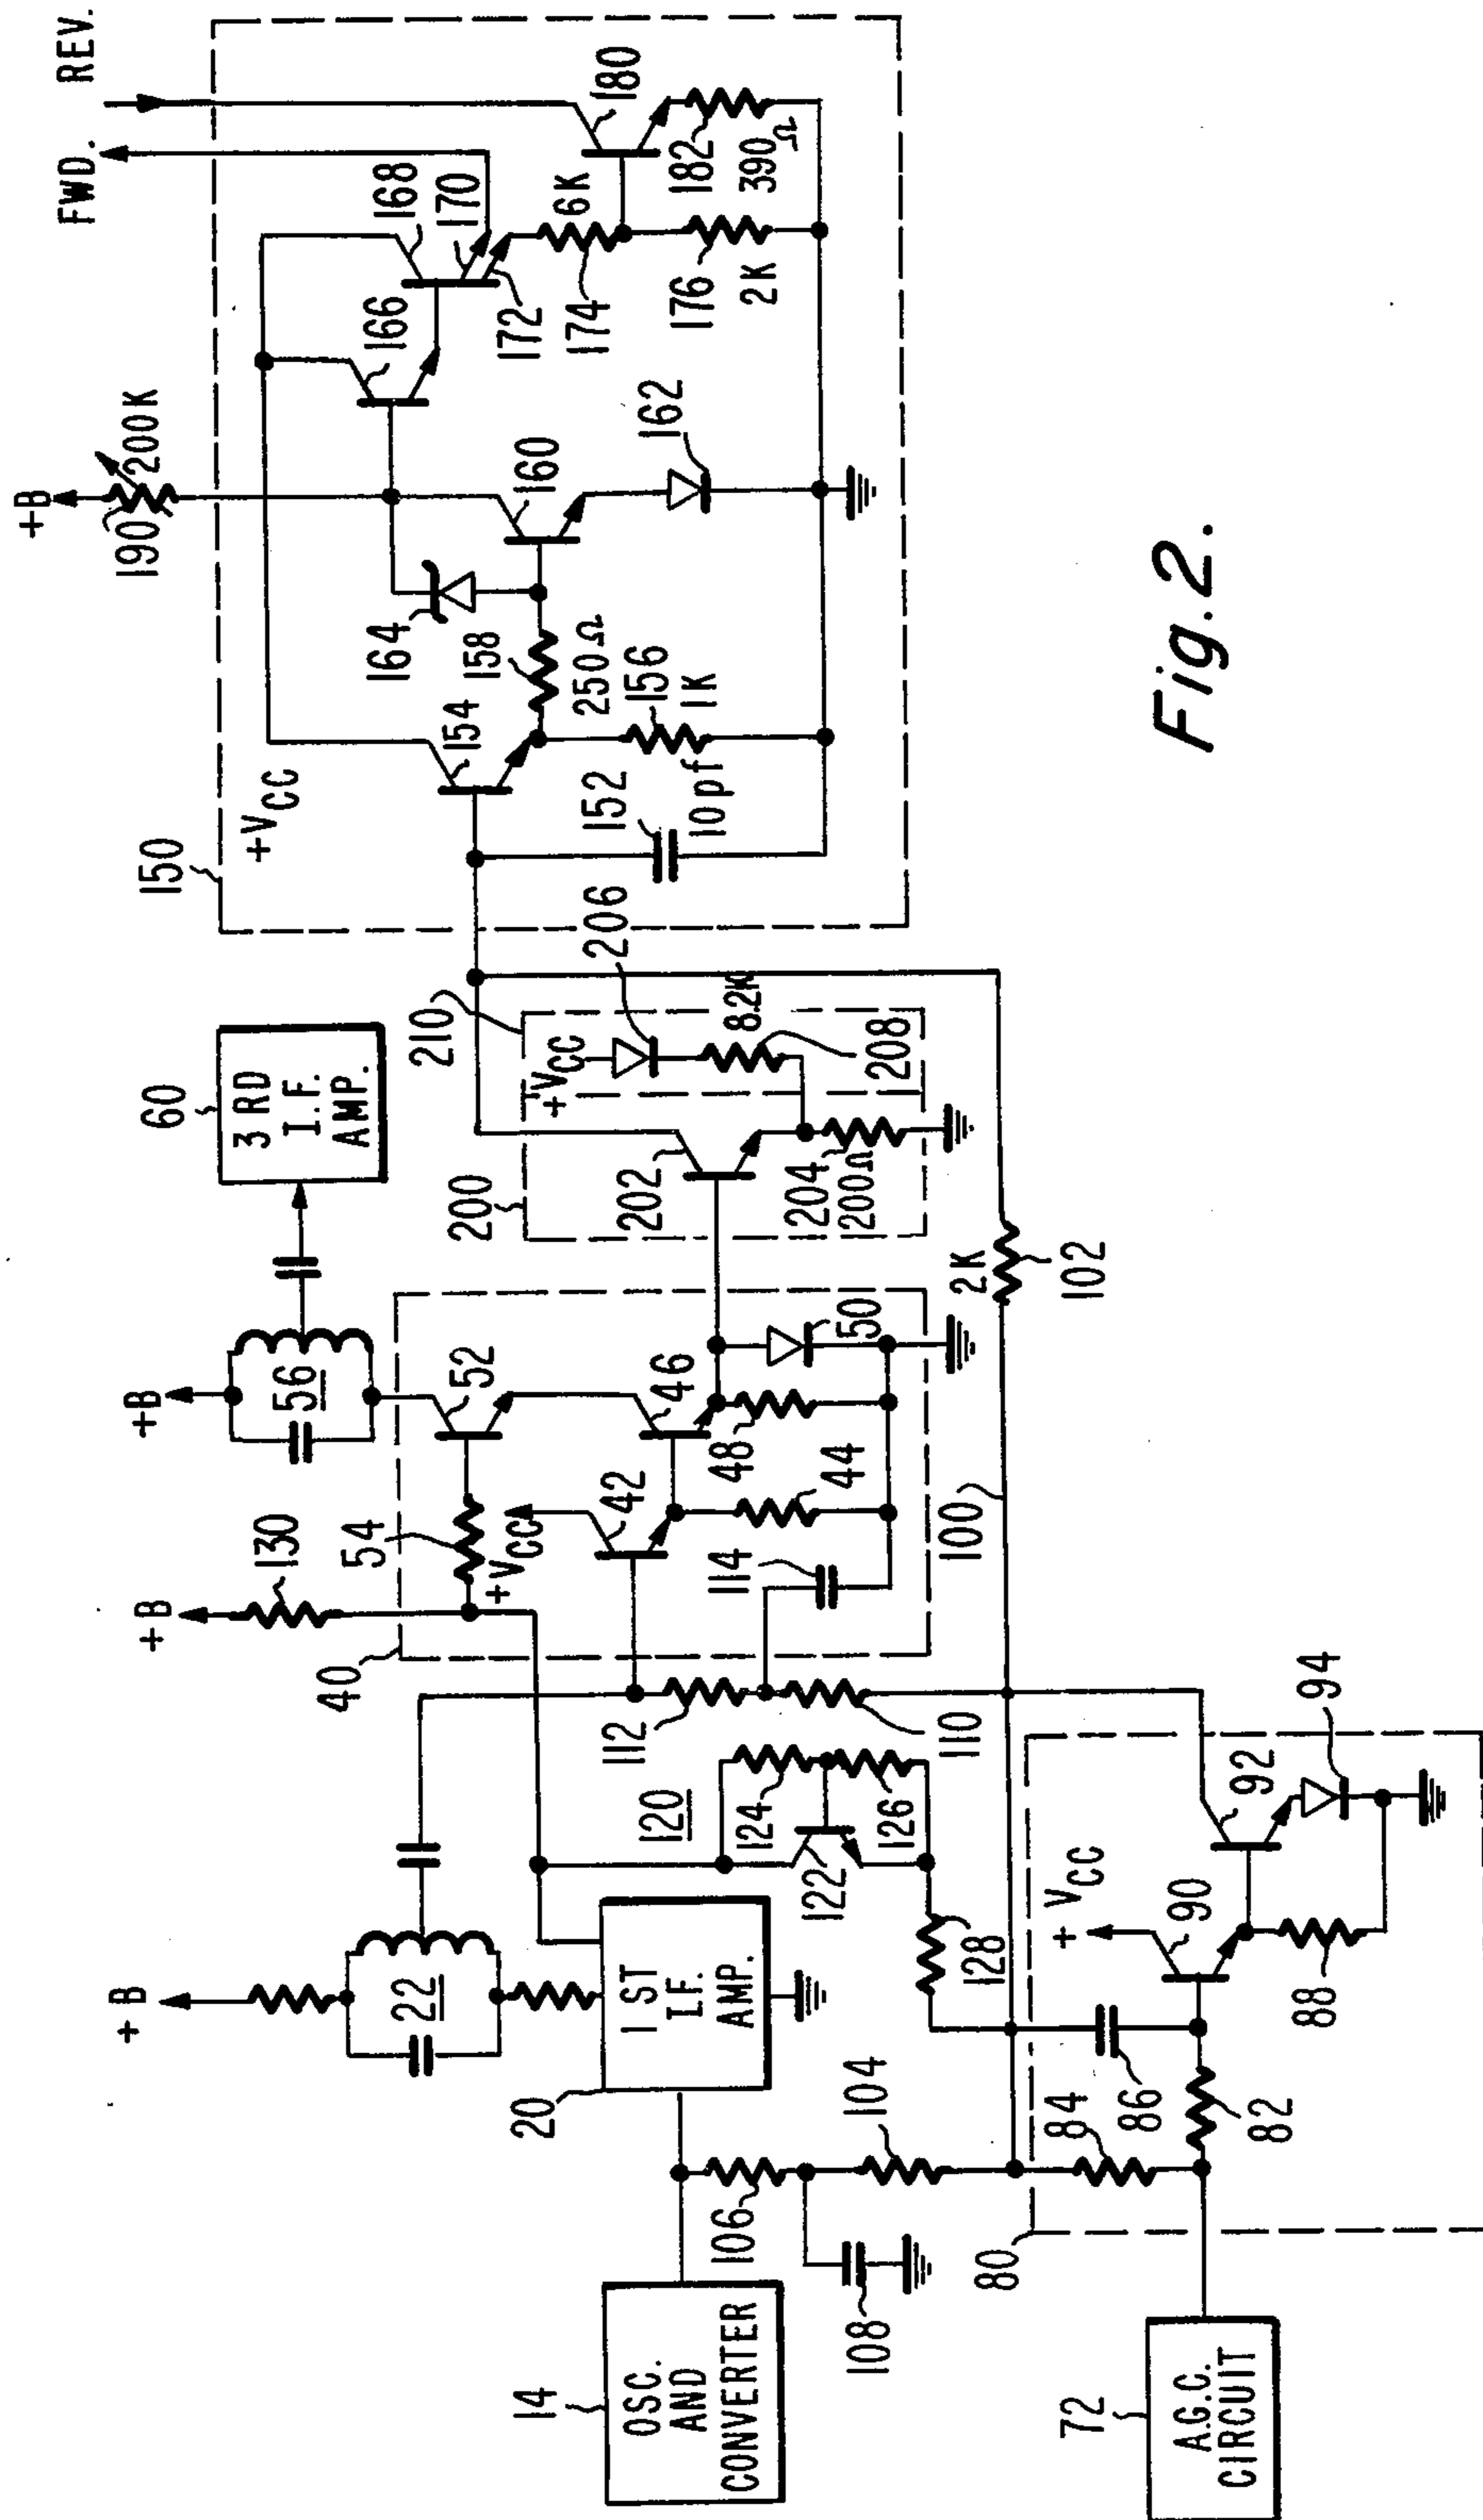 +B
FWD.
REV.
190
200K
+B
+B
+B
150
60
3 RD
I.F.
AMP.
130
+VCC
166
168
170
56
54
40
52
164
154
160
172
6K
180
22
210
158
174
+VCC
42
46
200
206
250Ω
156
1K
162
176
182
14
OSC.
AND
CONVERTER
20
1 ST
I.F.
AMP.
112
120
124
+VCC
202
152
10 pf
2K
390Ω
114
48
44
50
204
1200Ω
8.2K
208
106
108
104
122
126
128
110
100
2K
102
80
84
86
82
90
+VCC
88
92
94
72
A.G.C.
CIRCUIT
Fig. 2.